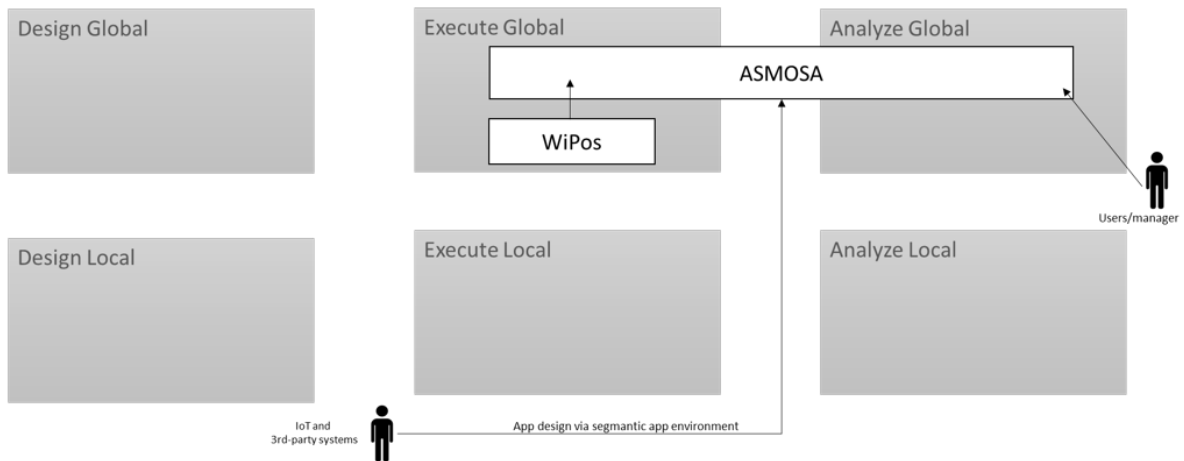 Design Global
Execute Global
Analyze Global
ASMOSA
WiPos
Users/manager
Design Local
Execute Local
Analyze Local
IoT and
3rd-party systems
App design via segmantic app environment